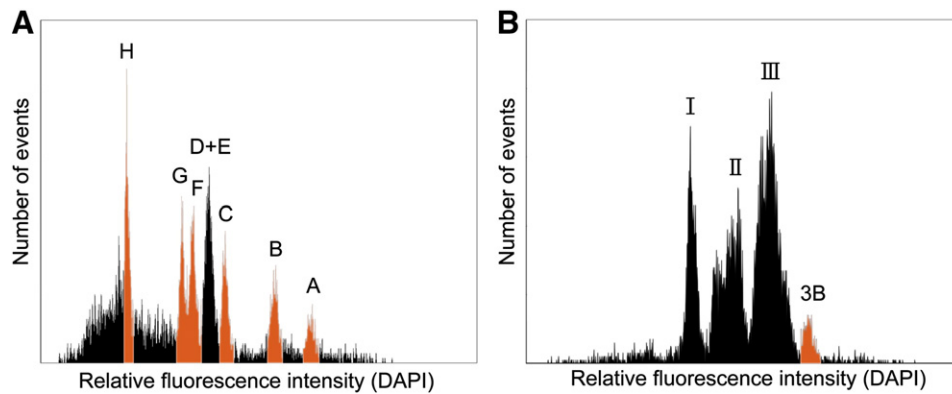 A
Number of events
H
D+E
G
F
C
B
A
Relative fluorescence intensity (DAPI)
B
Number of events
III
I
II
3B
Relative fluorescence intensity (DAPI)